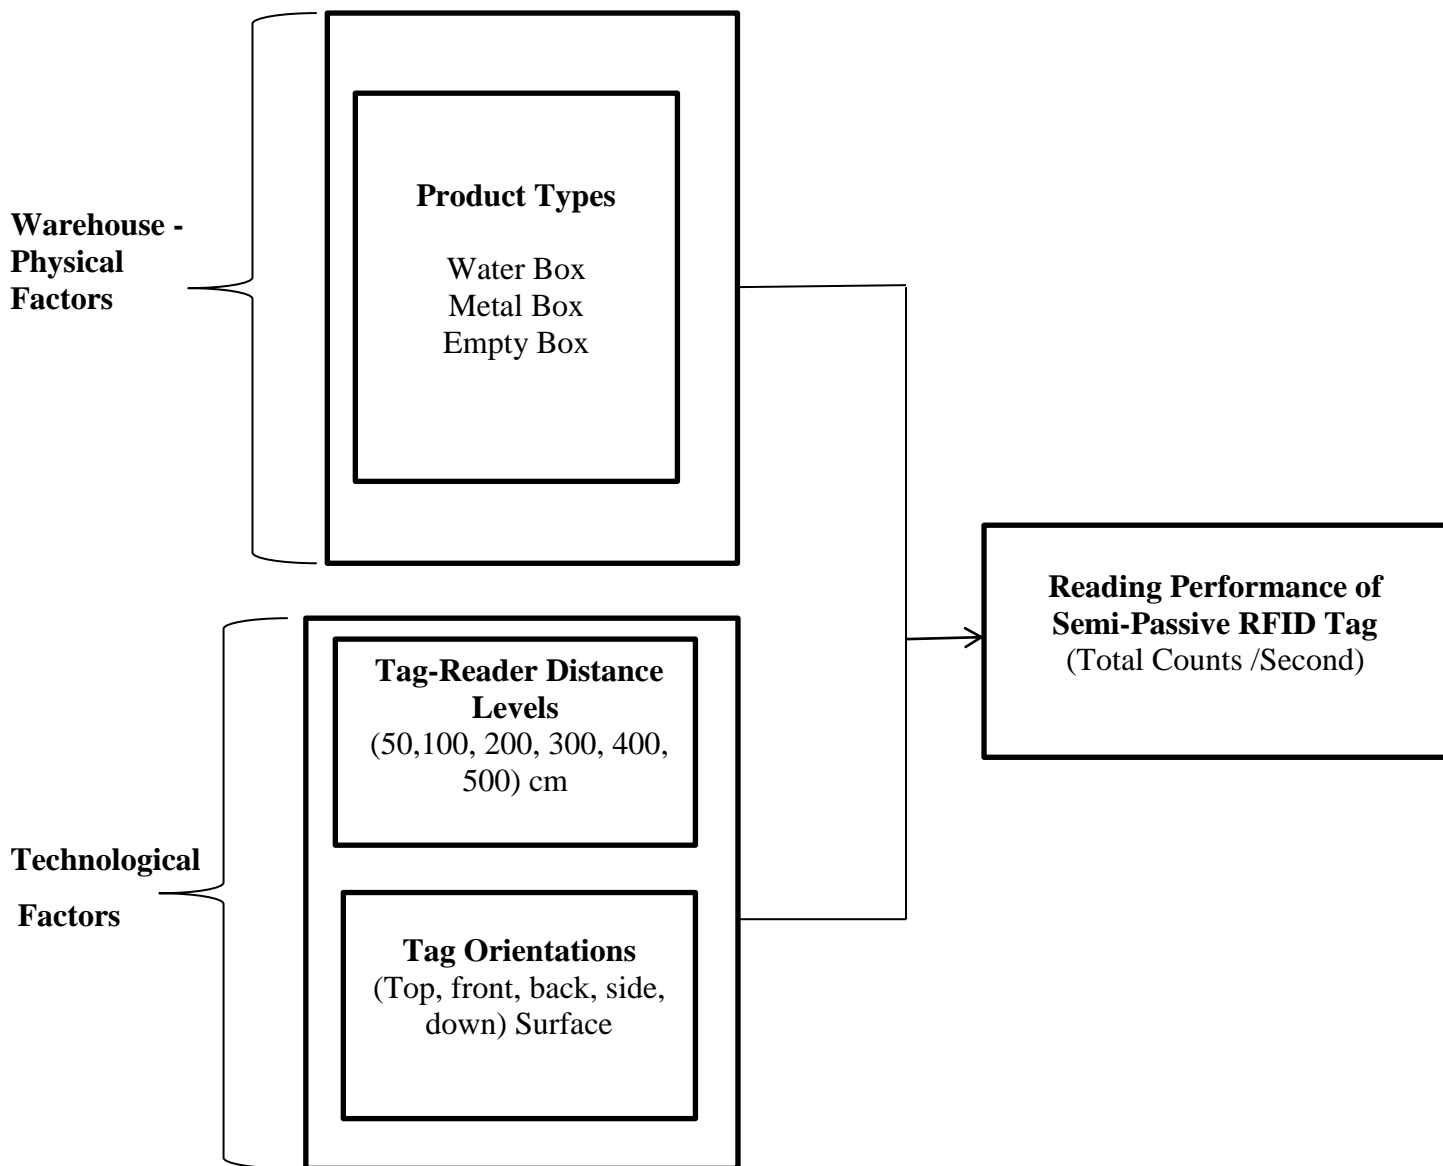 Warehouse -
Physical
Factors
Product Types
Water Box
Metal Box
Empty Box
Technological
Factors
Tag-Reader Distance
Levels
(50,100, 200, 300, 400,
500) cm
Tag Orientations
(Top, front, back, side,
down) Surface
Reading Performance of
Semi-Passive RFID Tag
(Total Counts /Second)